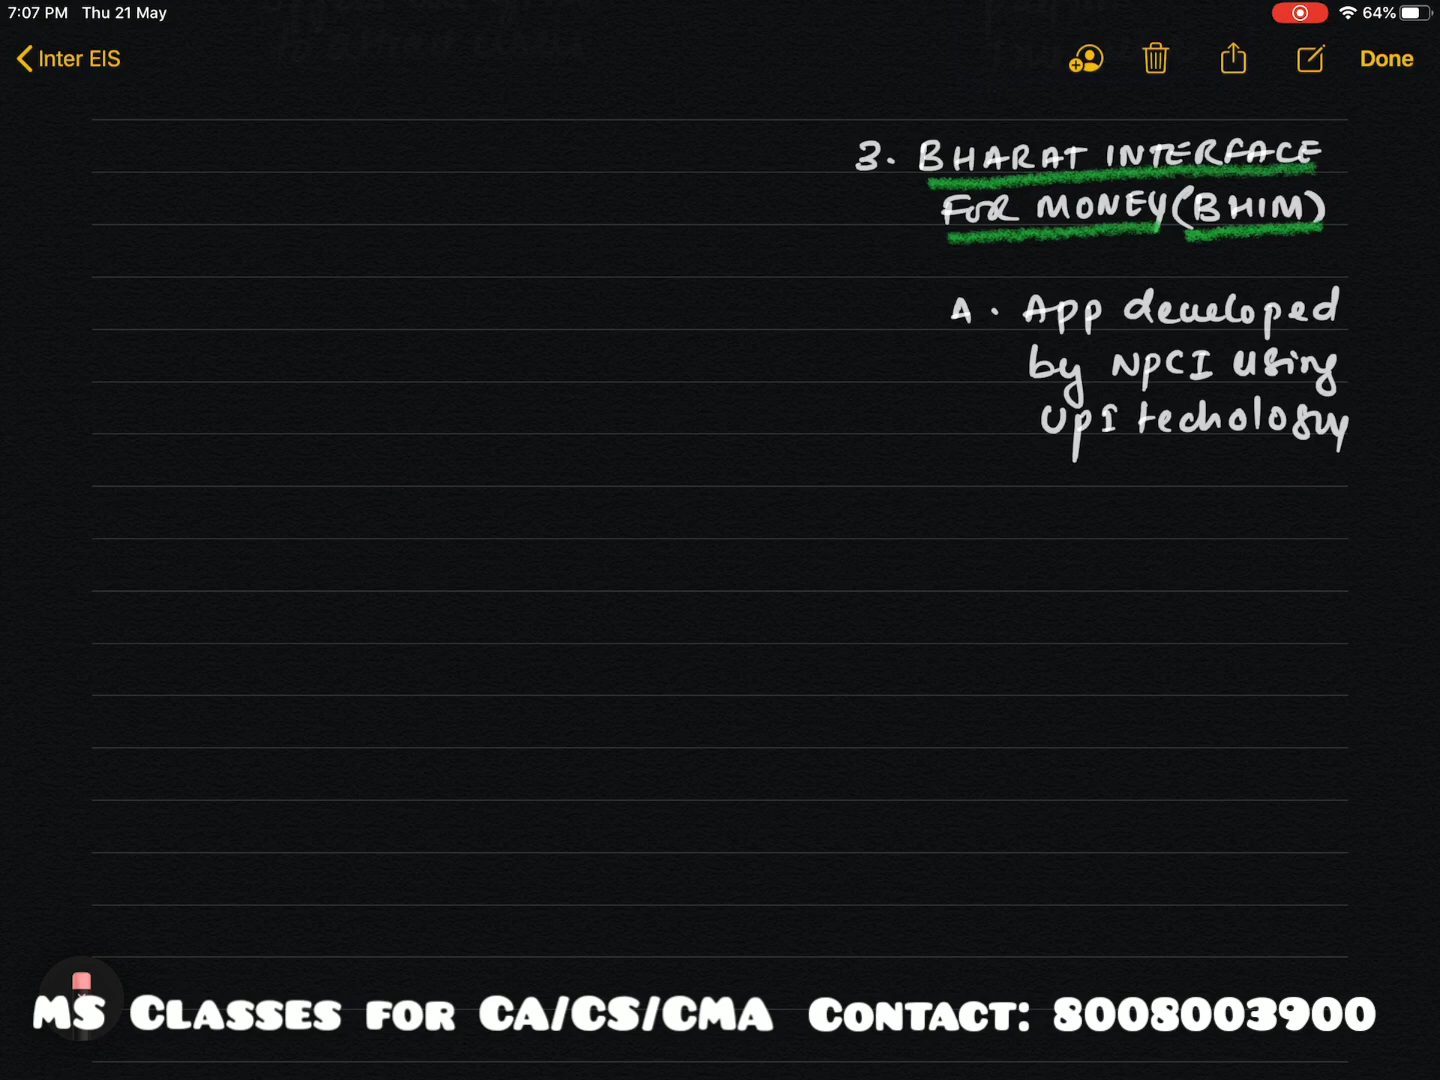 7:07 PM Thu 21 May 64%
Inter EIS Done
3. BHARAT INTERFACE
FOR MONEY (BHIM)
A. App developed
by NPCI using
UPI techology
MS Classes for CA/CS/CMA Contact: 8008003900